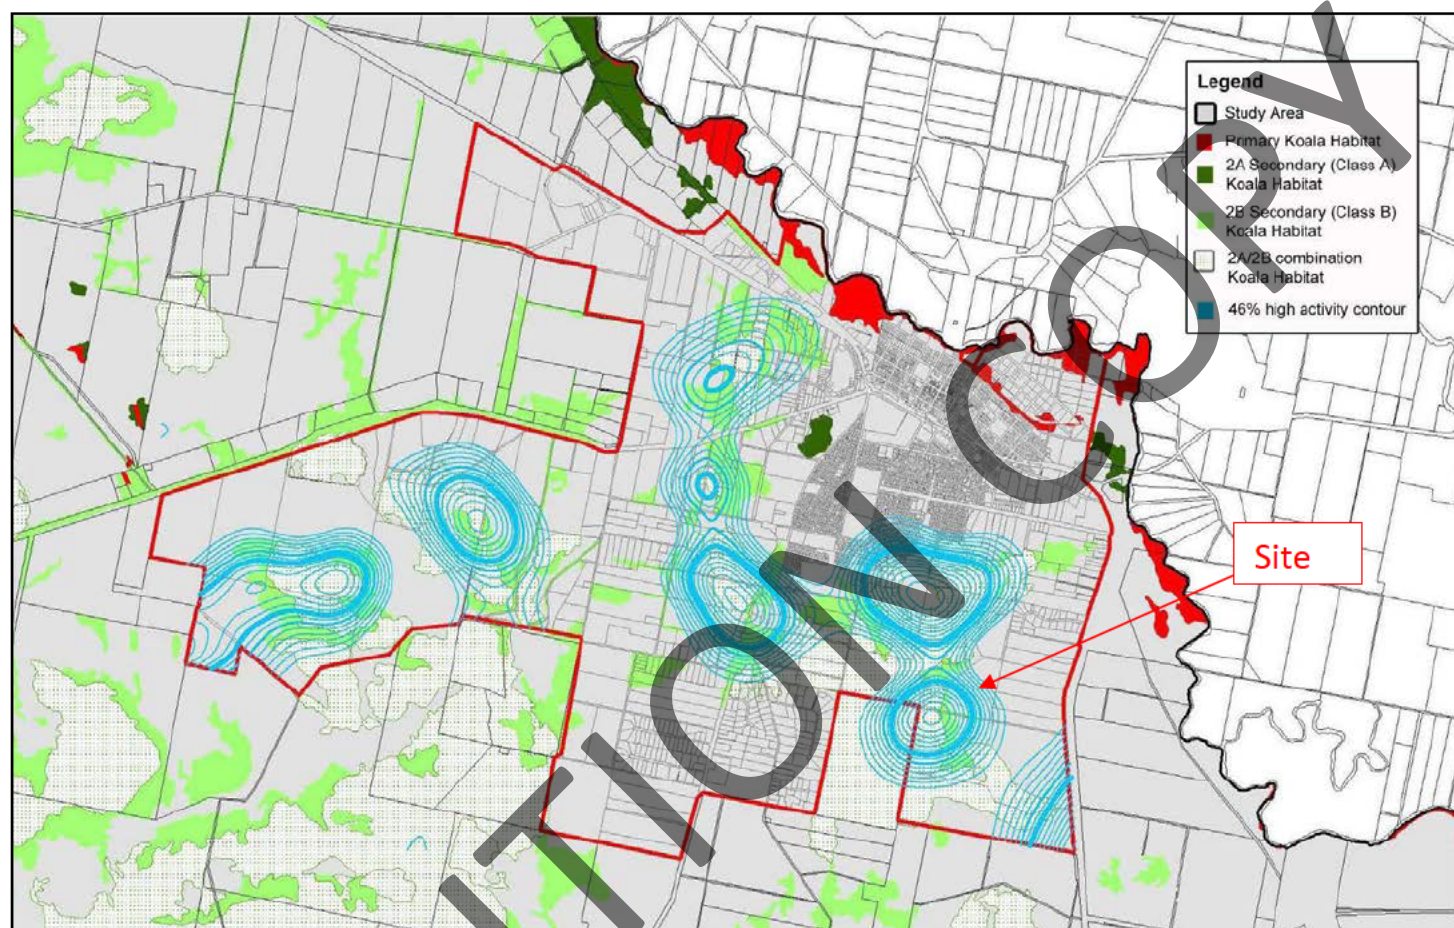 Legend
Study Area
Primary Koala Habitat
2A Secondary (Class A)
Koala Habitat
2B Secondary (Class B)
Koala Habitat
2A/2B combination
Koala Habitat
46% high activity contour
Site
ITION COPY